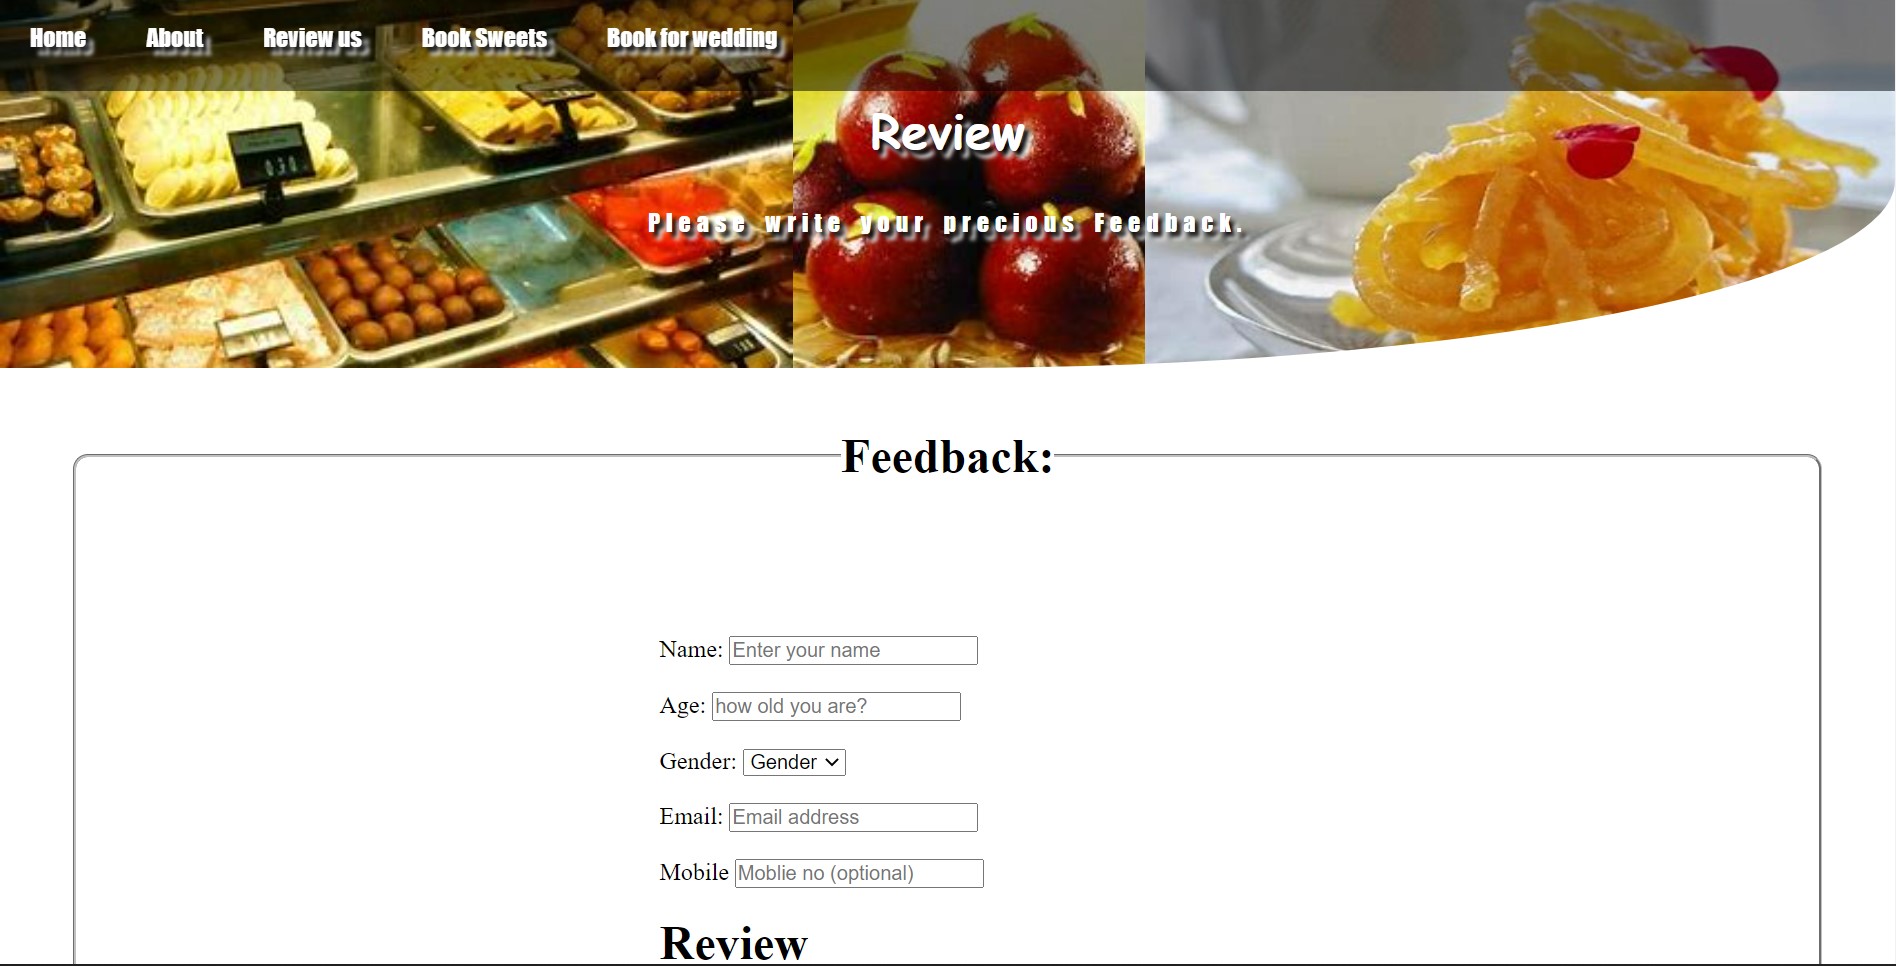 Home About Review us Book Sweets Book for wedding
Review
Please write your precious Feedback.
Feedback:
Name: Enter your name
Age: how old you are?
Gender: Gender
Email: Email address
Mobile Moblie no (optional)
Review